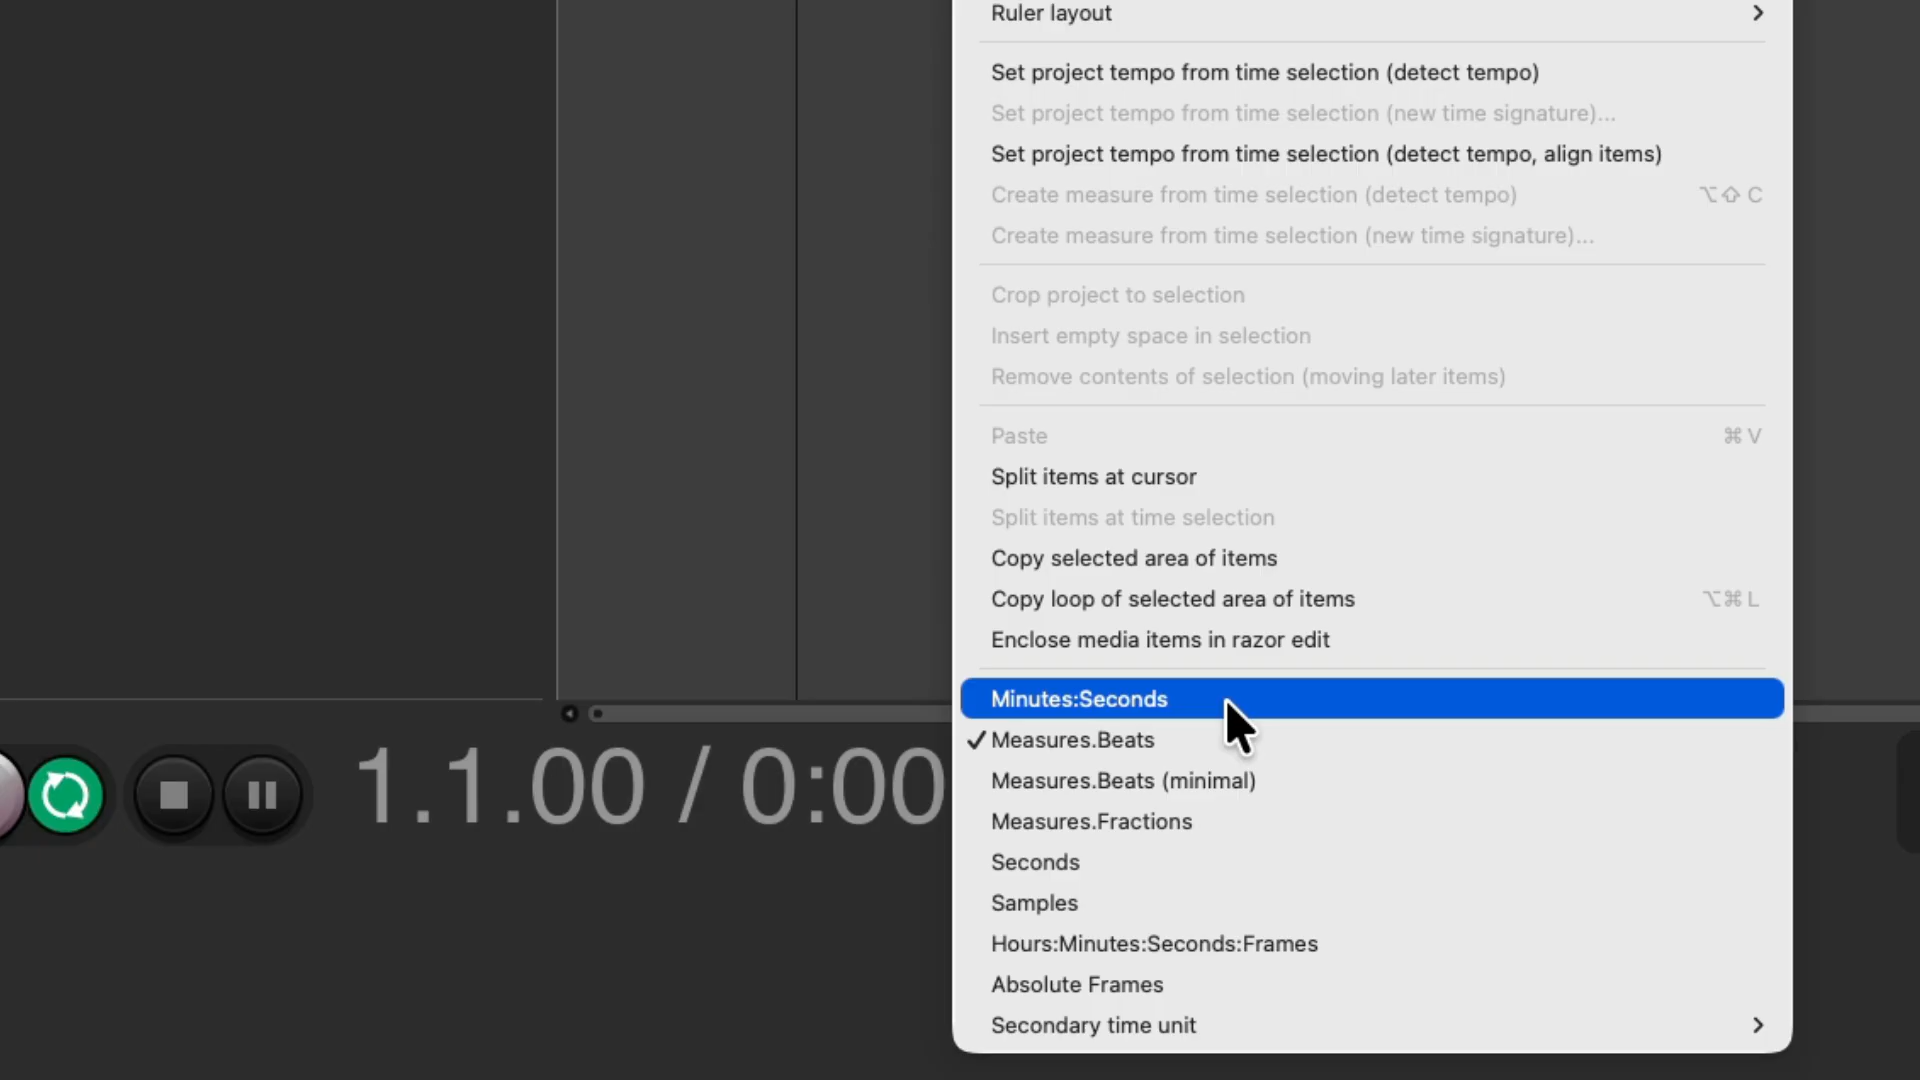 Ruler layout
Set project tempo from time selection (detect tempo)
Set project tempo from time selection (new time signature)...
Set project tempo from time selection (detect tempo, align items)
Create measure from time selection (detect tempo) ⌥⇧ C
Create measure from time selection (new time signature)...
Crop project to selection
Insert empty space in selection
Remove contents of selection (moving later items)
Paste ⌘ V
Split items at cursor
Split items at time selection
Copy selected area of items
Copy loop of selected area of items ⌥⌘ L
Enclose media items in razor edit
Minutes:Seconds
✓ Measures.Beats
Measures.Beats (minimal)
Measures.Fractions
Seconds
Samples
Hours:Minutes:Seconds:Frames
Absolute Frames
Secondary time unit
1.1.00 / 0:00